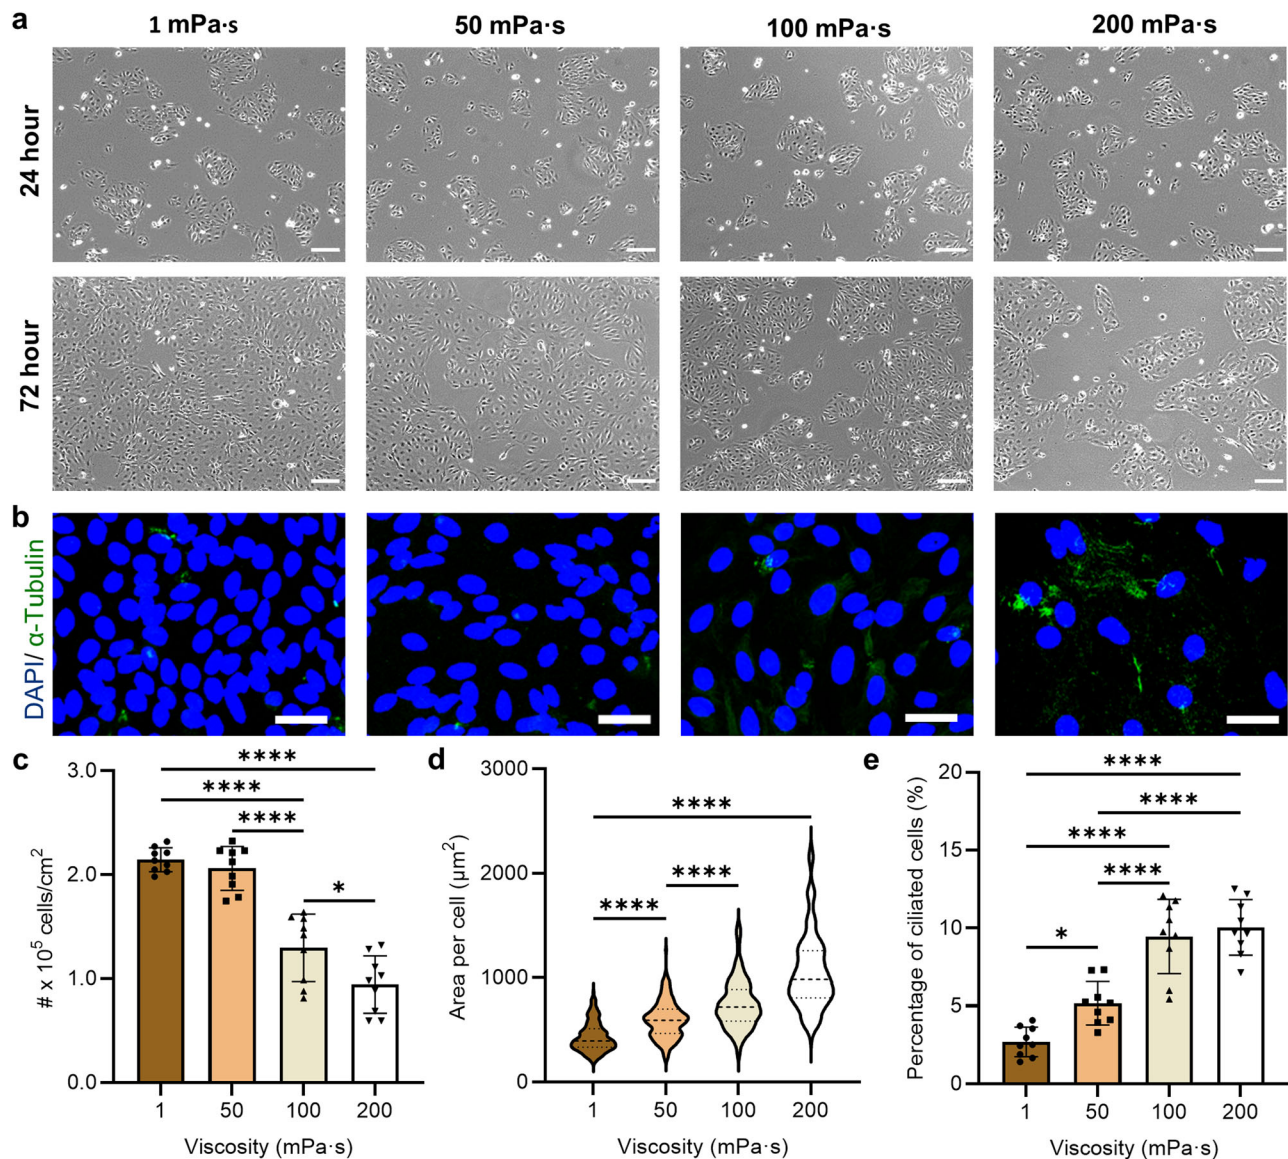 a
1 mPa·s
50 mPa·s
100 mPa·s
200 mPa·s
24 hour
72 hour
b
DAPI/ α-Tubulin
c
****
****
****
*
3.0
2.0
1.0
0.0
# x 10⁵ cells/cm²
1
50
100
200
Viscosity (mPa·s)
d
****
****
****
3000
2000
1000
0
Area per cell (µm²)
1
50
100
200
Viscosity (mPa·s)
e
****
****
****
****
*
20
15
10
5
0
Percentage of ciliated cells (%)
1
50
100
200
Viscosity (mPa·s)